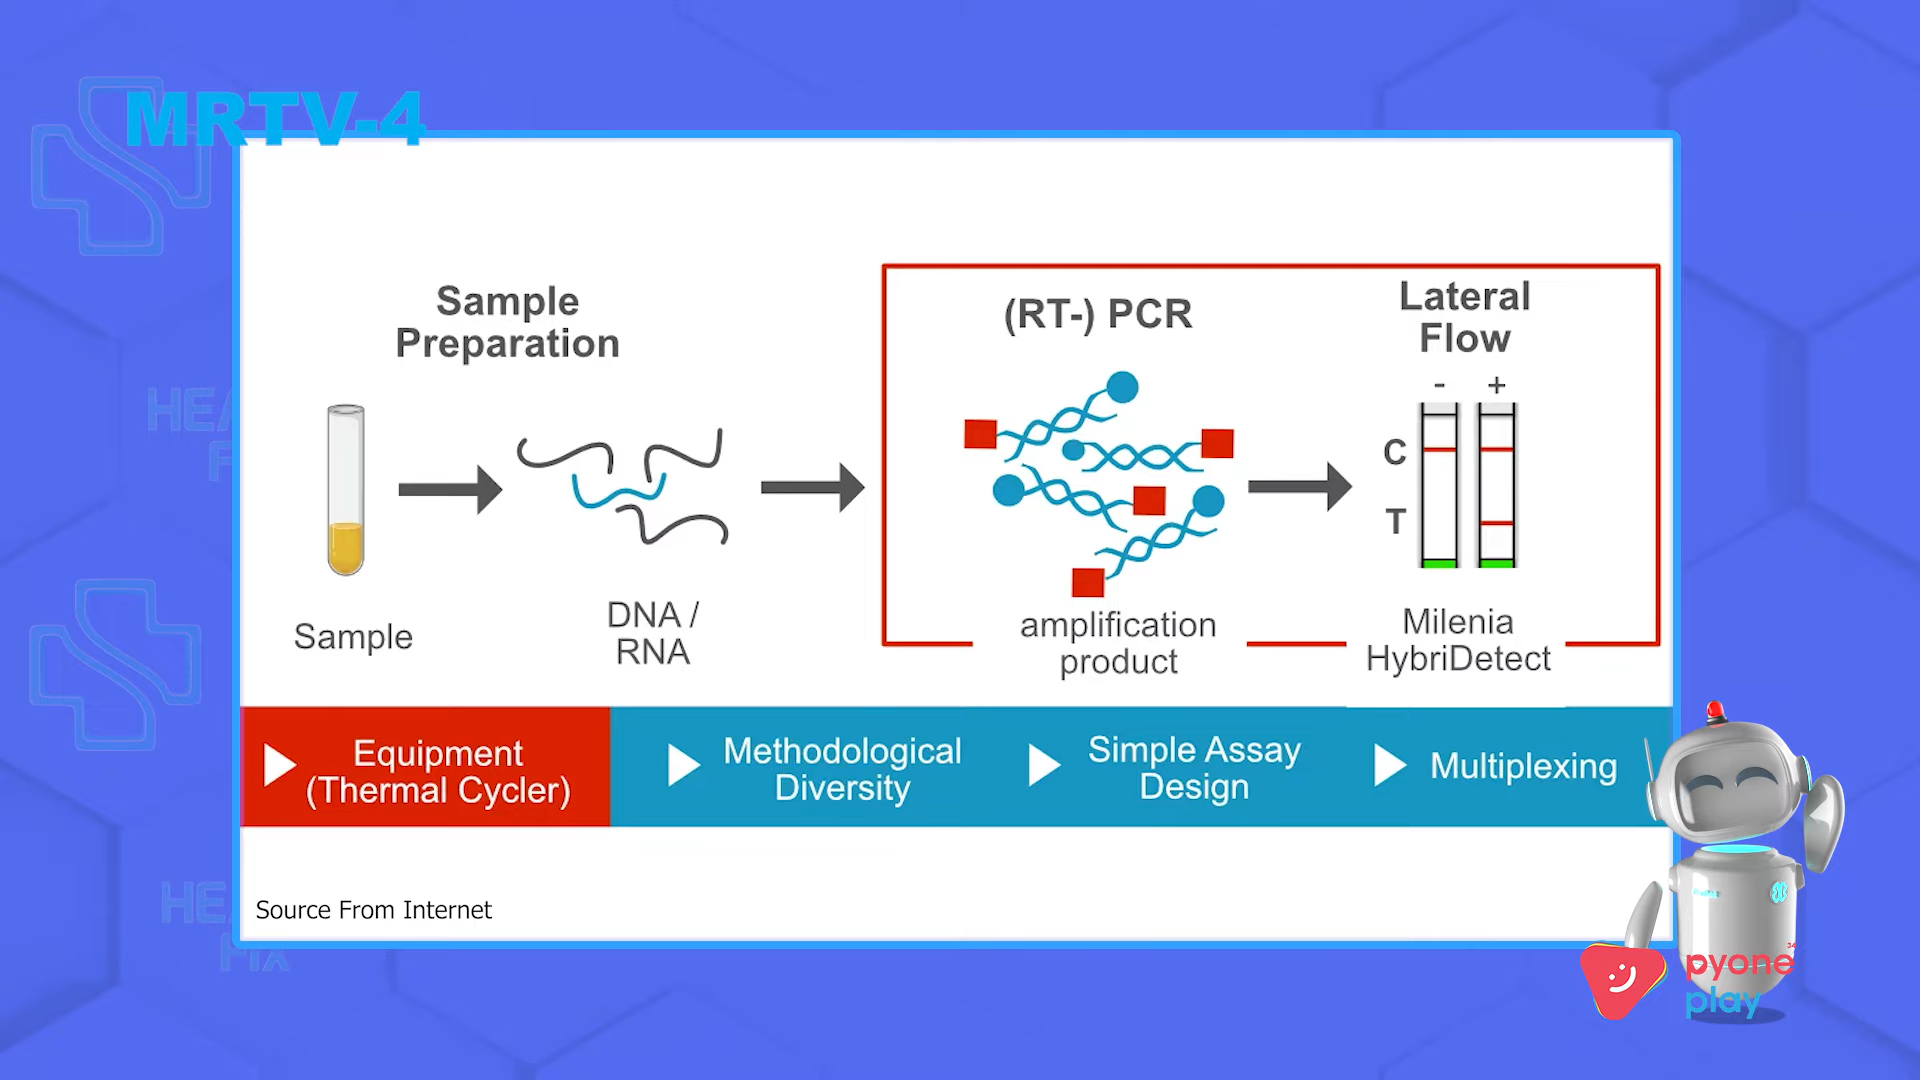 MRTV-4
Sample
Preparation
(RT-) PCR
Lateral
Flow
- +
C
T
Sample
DNA /
RNA
amplification
product
Milenia
HybriDetect
Equipment
(Thermal Cycler)
Methodological
Diversity
Simple Assay
Design
Multiplexing
Source From Internet
pyone
play